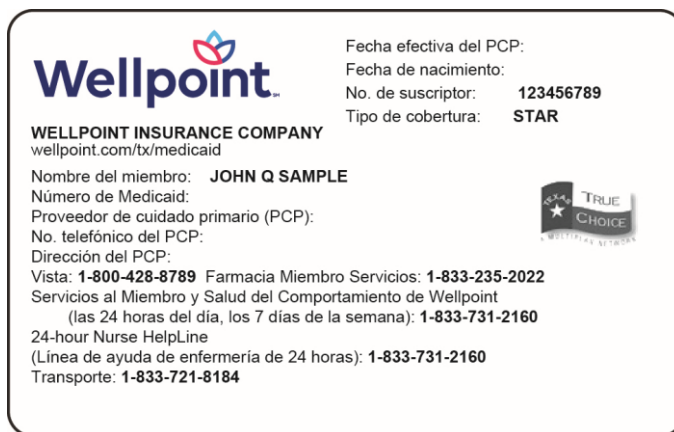 Wellpoint SM
Fecha efectiva del PCP:
Fecha de nacimiento:
No. de suscriptor: 123456789
Tipo de cobertura: STAR
WELLPOINT INSURANCE COMPANY
wellpoint.com/tx/medicaid
Nombre del miembro: JOHN Q SAMPLE
Número de Medicaid:
Proveedor de cuidado primario (PCP):
No. telefónico del PCP:
Dirección del PCP:
Vista: 1-800-428-8789 Farmacia Miembro Servicios: 1-833-235-2022
Servicios al Miembro y Salud del Comportamiento de Wellpoint
(las 24 horas del día, los 7 días de la semana): 1-833-731-2160
24-hour Nurse HelpLine
(Línea de ayuda de enfermería de 24 horas): 1-833-731-2160
Transporte: 1-833-721-8184
TEXAS
TRUE
CHOICE
A MULTIPLAN NETWORK